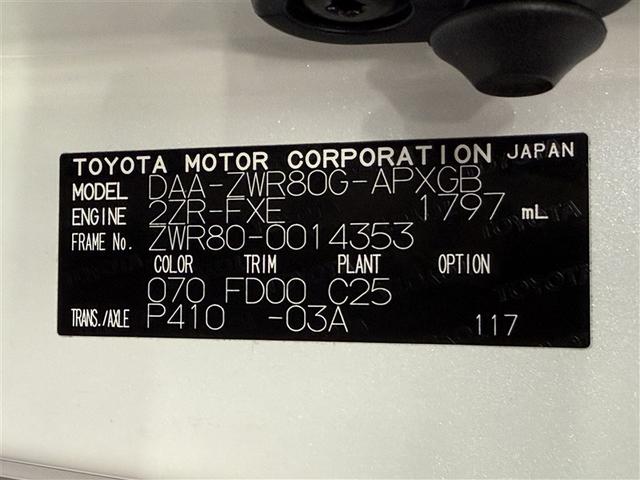 TOYOTA MOTOR CORPORATION JAPAN
MODEL DAA-ZWR80G-APXGB
ENGINE 2ZR-FXE 1797 mL
FRAME No. ZWR80-0014353
COLOR TRIM PLANT OPTION
070 FD00 C25
TRANS./AXLE P410 -03A 117